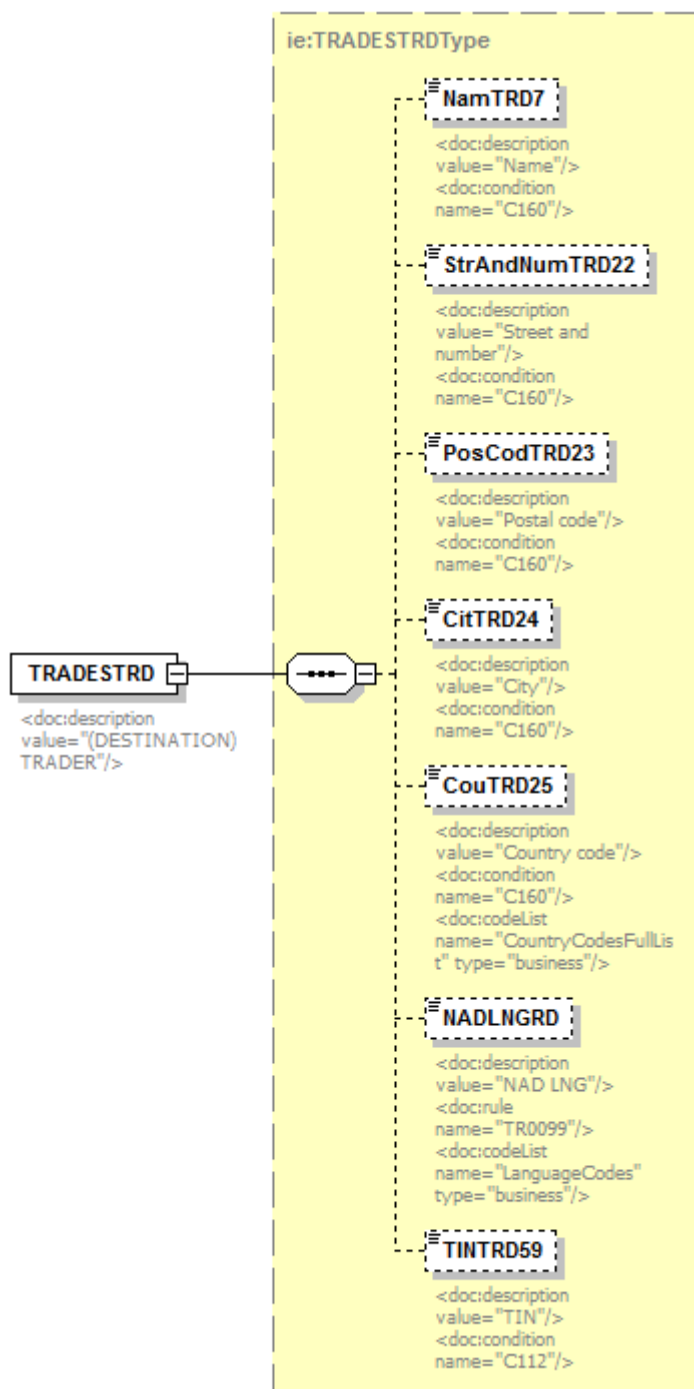 ie:TRADESTRDType
NamTRD7
<doc:description
value="Name"/>
<doc:condition
name="C160"/>
StrAndNumTRD22
<doc:description
value="Street and
number"/>
<doc:condition
name="C160"/>
PosCodTRD23
<doc:description
value="Postal code"/>
<doc:condition
name="C160"/>
CitTRD24
<doc:description
value="City"/>
<doc:condition
name="C160"/>
TRADESTRD
<doc:description
value="(DESTINATION)
TRADER"/>
CouTRD25
<doc:description
value="Country code"/>
<doc:condition
name="C160"/>
<doc:codeList
name="CountryCodesFullLis
t" type="business"/>
NADLNGRD
<doc:description
value="NAD LNG"/>
<doc:rule
name="TR0099"/>
<doc:codeList
name="LanguageCodes"
type="business"/>
TINTRD59
<doc:description
value="TIN"/>
<doc:condition
name="C112"/>